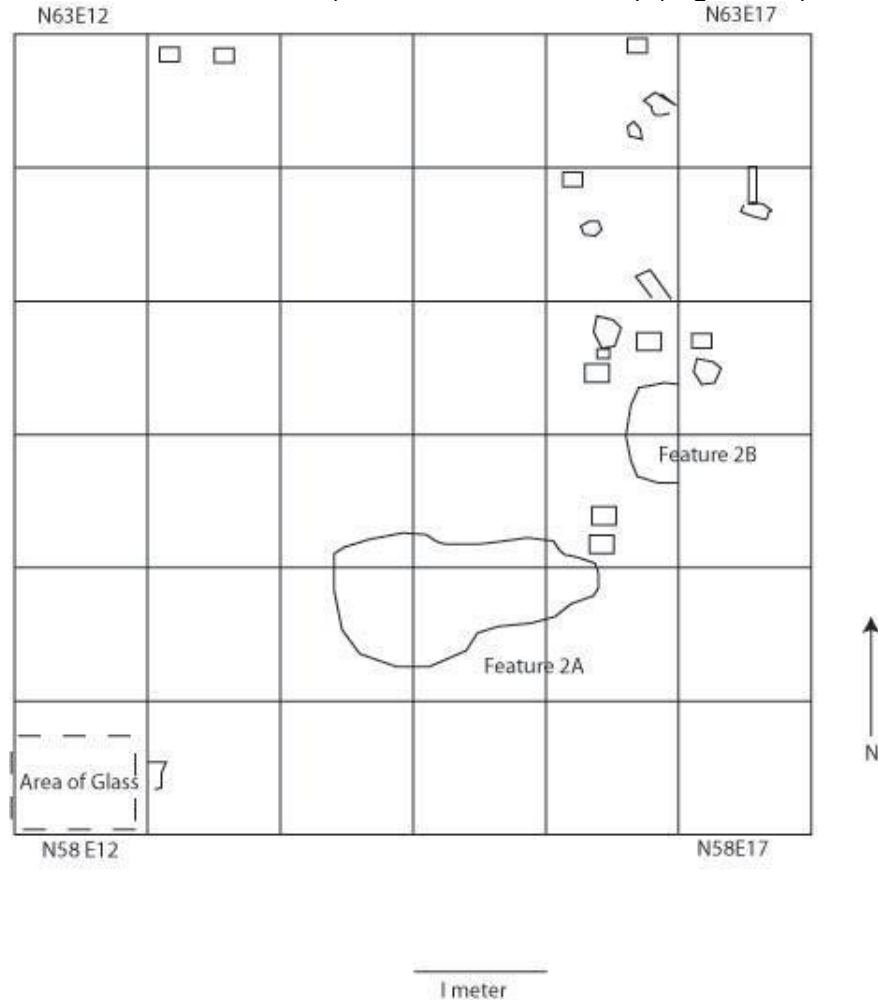 N63E12
N63E17
Feature 2B
Feature 2A
N
Area of Glass
N58 E12
N58E17
I meter